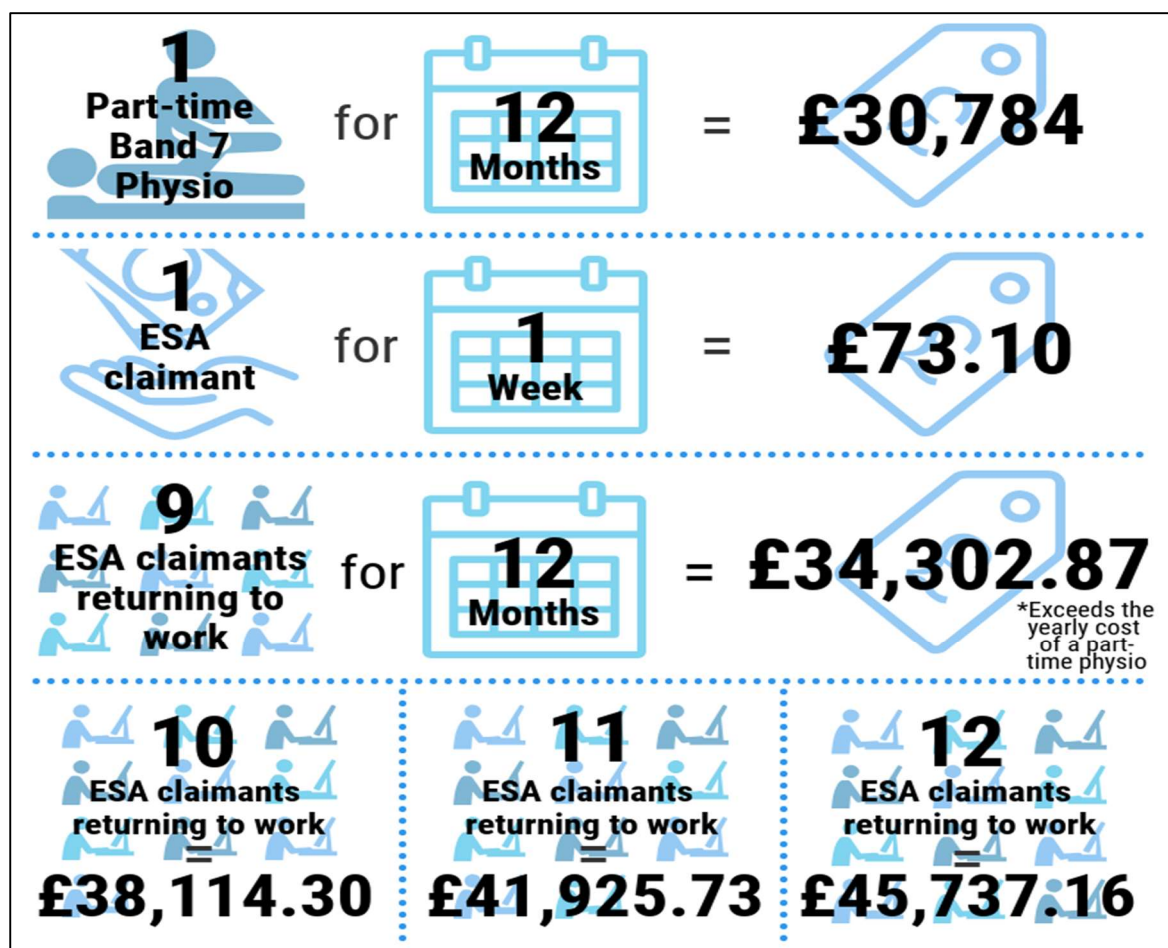 1
Part-time
Band 7
Physio
for
12
Months
=
£30,784
1
ESA
claimant
for
1
Week
=
£73.10
9
ESA claimants
returning to
work
for
12
Months
=
£34,302.87
*Exceeds the
yearly cost
of a part-
time physio
10
ESA claimants
returning to work
=
£38,114.30
11
ESA claimants
returning to work
=
£41,925.73
12
ESA claimants
returning to work
=
£45,737.16